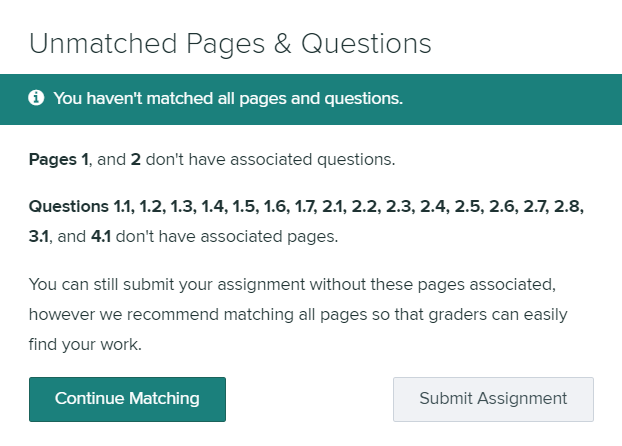 Unmatched Pages & Questions
You haven't matched all pages and questions.
Pages 1, and 2 don't have associated questions.
Questions 1.1, 1.2, 1.3, 1.4, 1.5, 1.6, 1.7, 2.1, 2.2, 2.3, 2.4, 2.5, 2.6, 2.7, 2.8,
3.1, and 4.1 don't have associated pages.
You can still submit your assignment without these pages associated,
however we recommend matching all pages so that graders can easily
find your work.
Continue Matching
Submit Assignment